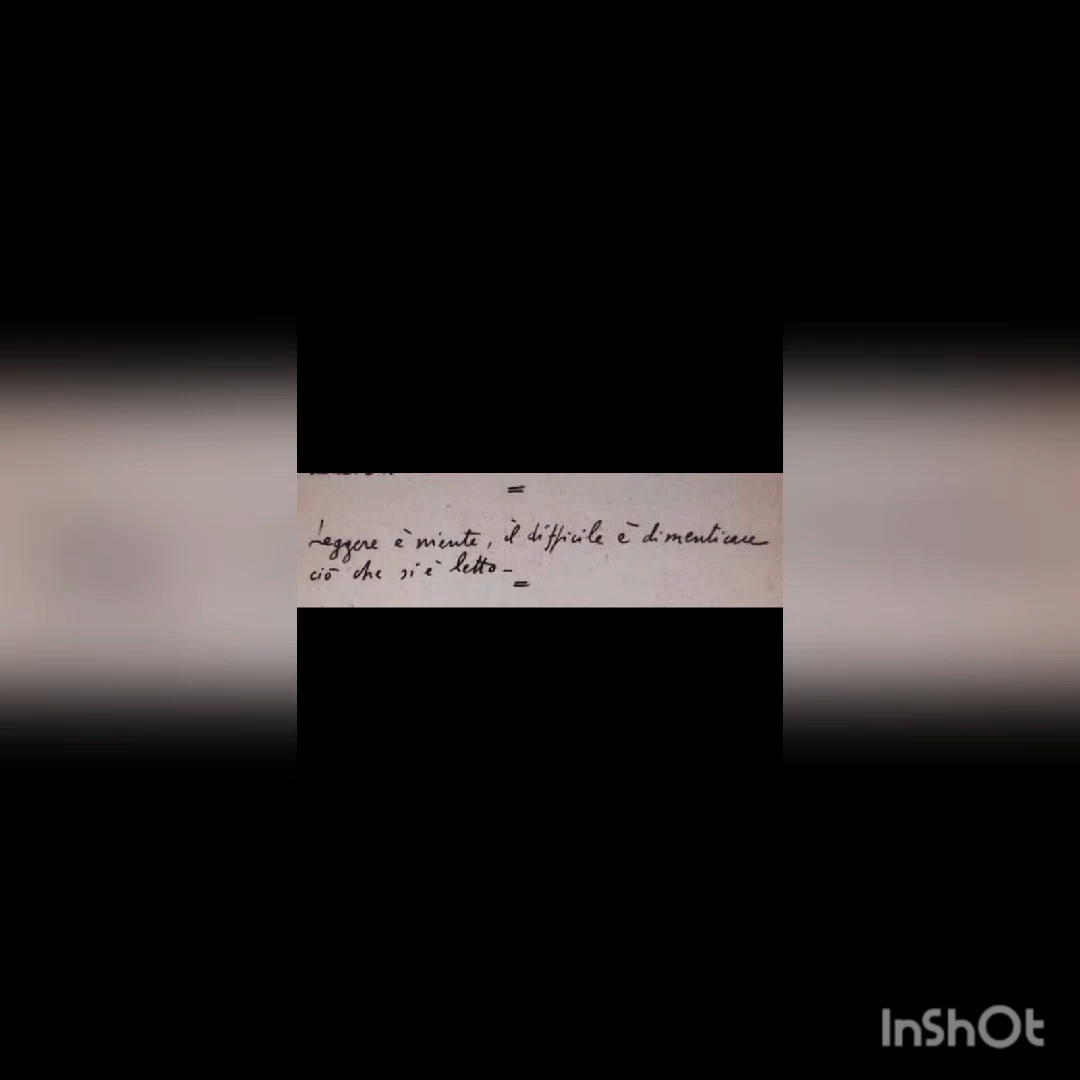 =
Leggere è niente, il difficile è dimenticare
ciò che si è letto –
=
InShOt